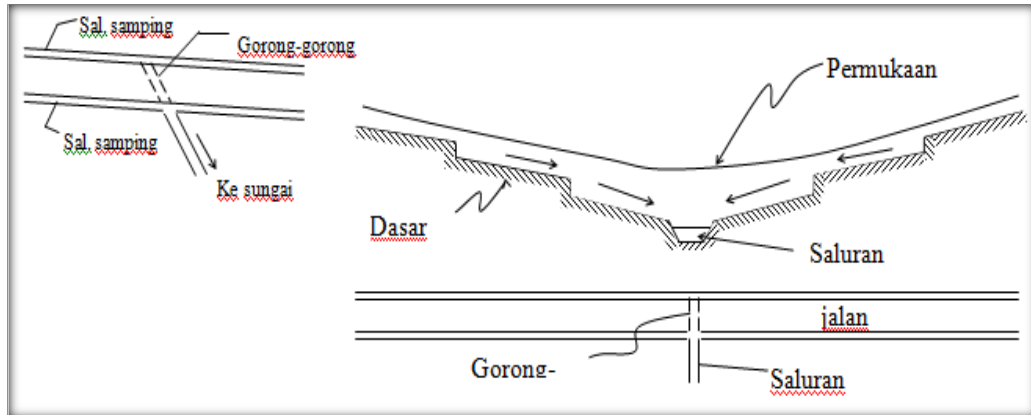 Sal, samping
Gorong-gorong
Sal, samping
Ke sungai
Permukaan
Dasar
Saluran
jalan
Gorong-
Saluran